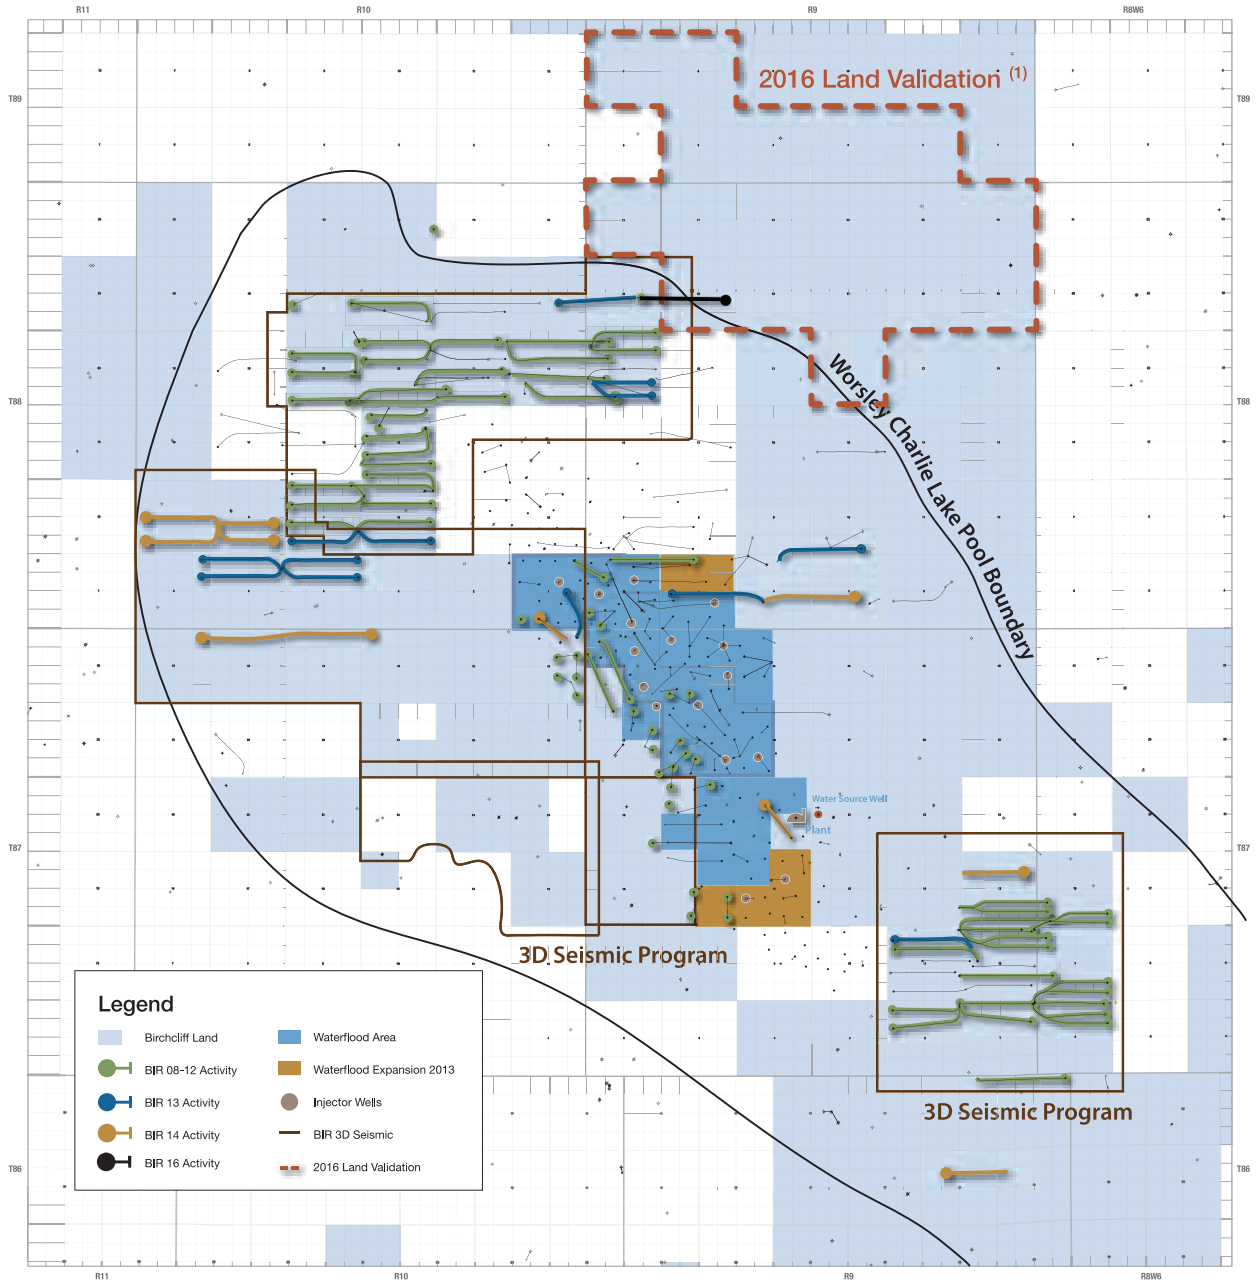 R11 R10 R9 R8W6
2016 Land Validation (1)
T89 T89
Worsley Charlie Lake Pool Boundary
T88 T88
Water Source Well
Plant
T87 T87
3D Seismic Program
3D Seismic Program
Legend
Birchcliff Land Waterflood Area
BIR 08-12 Activity Waterflood Expansion 2013
BIR 13 Activity Injector Wells
BIR 14 Activity BIR 3D Seismic
BIR 16 Activity 2016 Land Validation
T86 T86
R11 R10 R9 R8W6